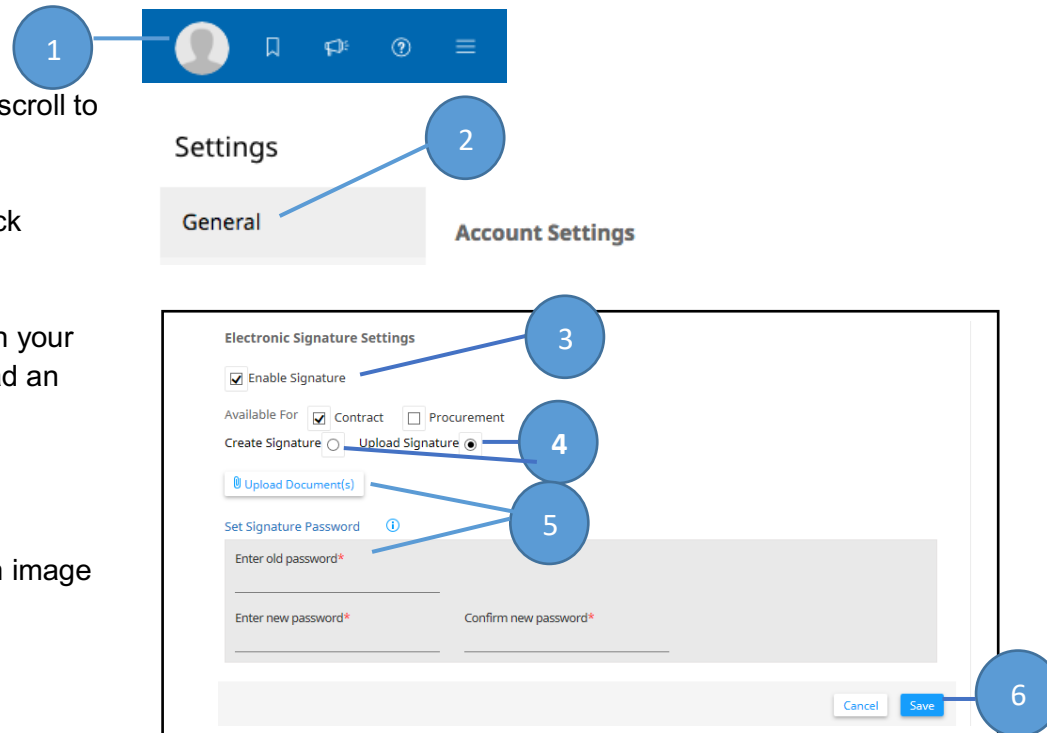 1
scroll to
Settings
2
General
ck
Account Settings
n your
ad an
Electronic Signature Settings
3
Enable Signature
Available For Contract Procurement
Create Signature Upload Signature
4
Upload Document(s)
5
Set Signature Password
Enter old password*
n image
Enter new password* Confirm new password*
Cancel Save
6